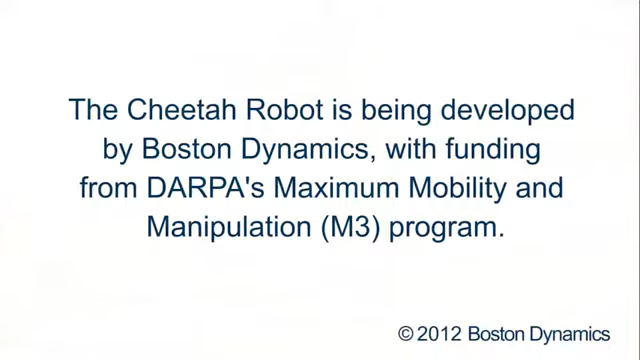 The Cheetah Robot is being developed
by Boston Dynamics, with funding
from DARPA's Maximum Mobility and
Manipulation (M3) program.
© 2012 Boston Dynamics